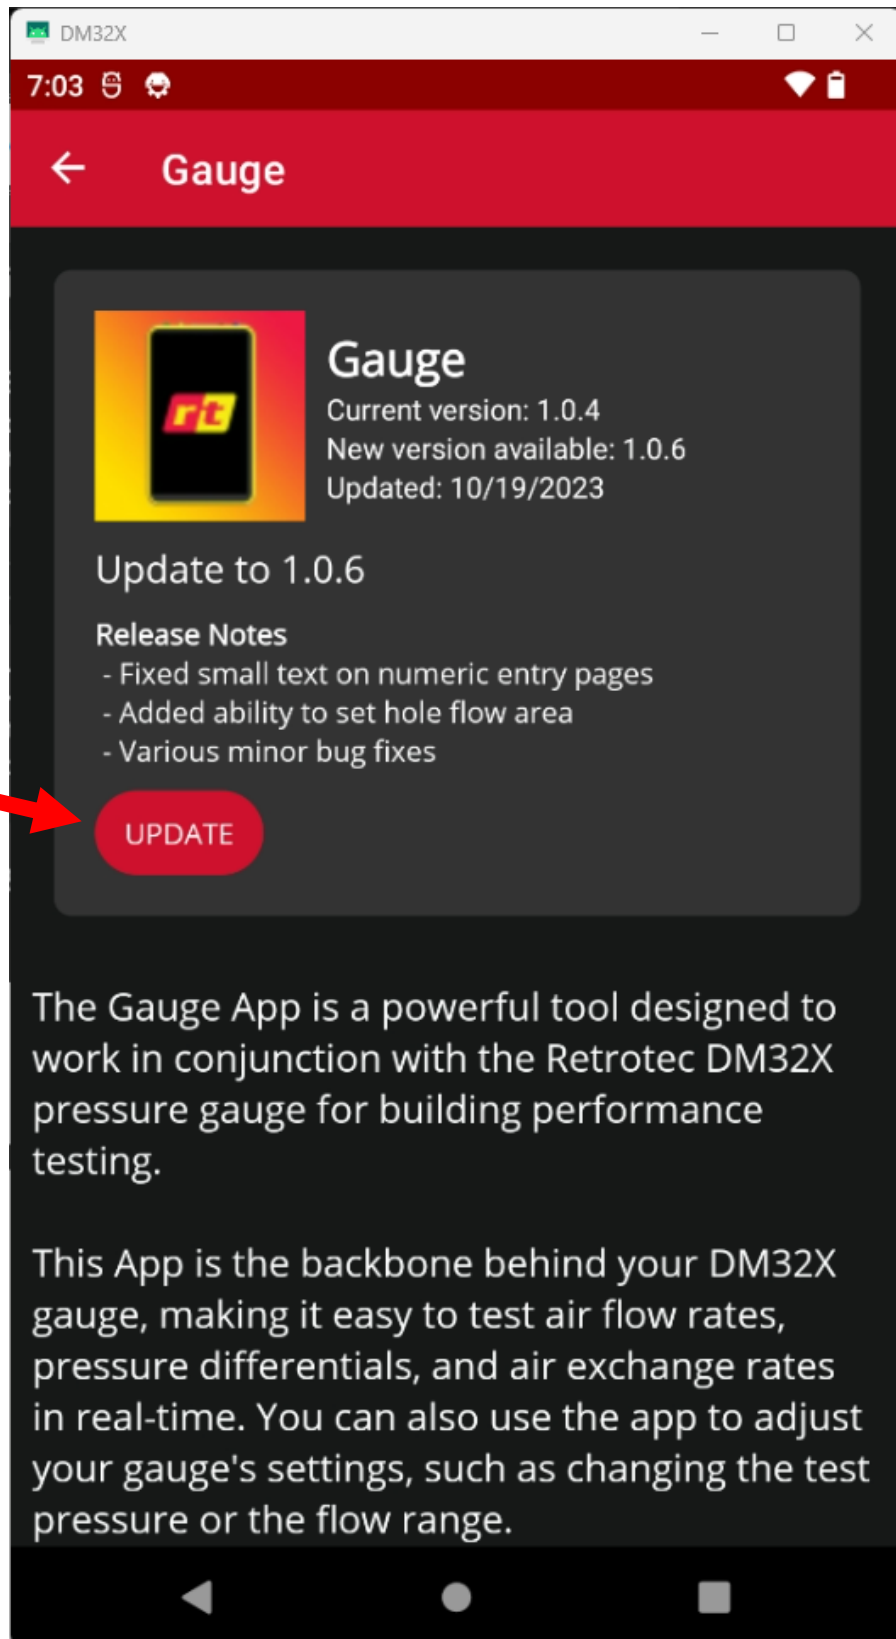 DM32X
7:03
Gauge
rt
Gauge
Current version: 1.0.4
New version available: 1.0.6
Updated: 10/19/2023
Update to 1.0.6
Release Notes
- Fixed small text on numeric entry pages
- Added ability to set hole flow area
- Various minor bug fixes
UPDATE
The Gauge App is a powerful tool designed to
work in conjunction with the Retrotec DM32X
pressure gauge for building performance
testing.
This App is the backbone behind your DM32X
gauge, making it easy to test air flow rates,
pressure differentials, and air exchange rates
in real-time. You can also use the app to adjust
your gauge's settings, such as changing the test
pressure or the flow range.